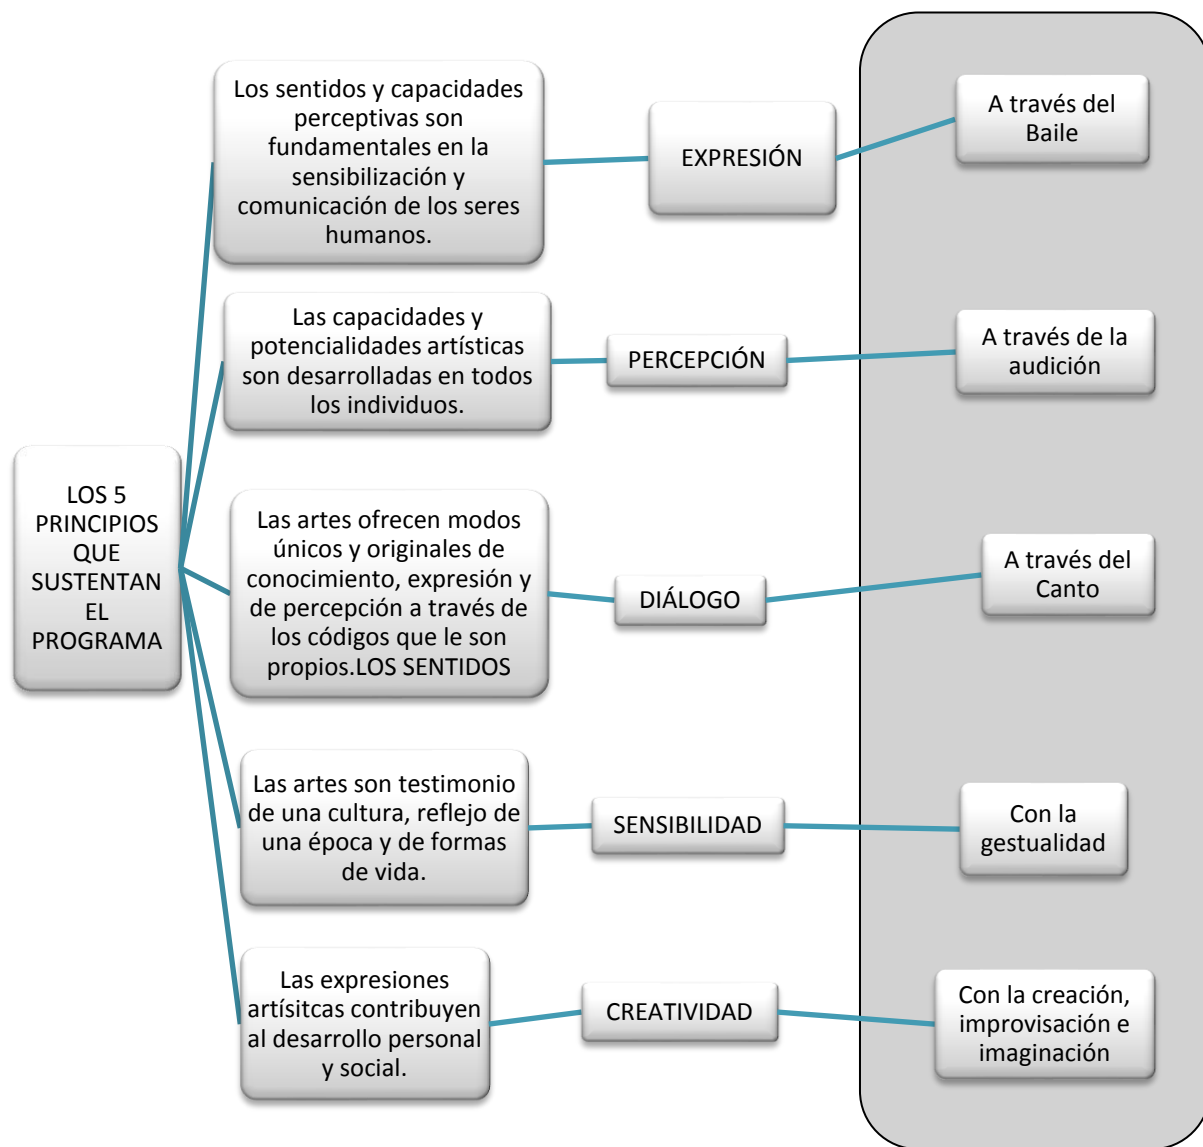 LOS 5
PRINCIPIOS
QUE
SUSTENTAN
EL
PROGRAMA
Los sentidos y capacidades
perceptivas son
fundamentales en la
sensibilización y
comunicación de los seres
humanos.
EXPRESIÓN
A través del
Baile
Las capacidades y
potencialidades artísticas
son desarrolladas en todos
los individuos.
PERCEPCIÓN
A través de la
audición
Las artes ofrecen modos
únicos y originales de
conocimiento, expresión y
de percepción a través de
los códigos que le son
propios.LOS SENTIDOS
DIÁLOGO
A través del
Canto
Las artes son testimonio
de una cultura, reflejo de
una época y de formas
de vida.
SENSIBILIDAD
Con la
gestualidad
Las expresiones
artísitcas contribuyen
al desarrollo personal
y social.
CREATIVIDAD
Con la creación,
improvisación e
imaginación